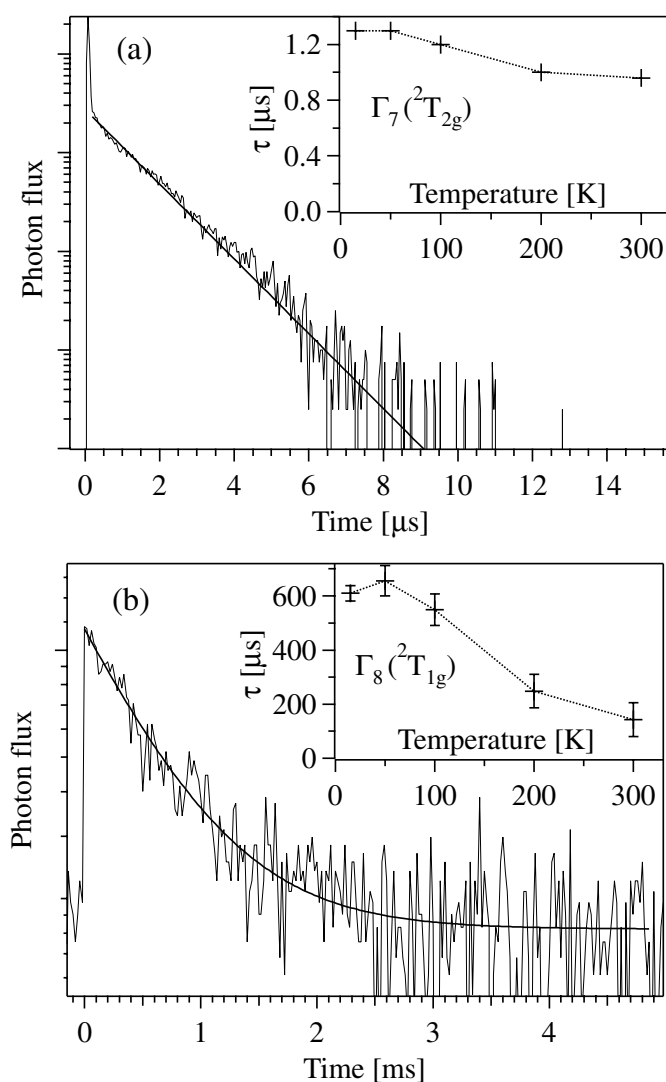 (a)
Photon flux
0 2 4 6 8 10 12 14
Time [μs]
τ [μs]
1.2
0.8
0.4
0.0
Γ7(²T2g)
Temperature [K]
0 100 200 300
(b)
Photon flux
0 1 2 3 4
Time [ms]
τ [μs]
600
400
200
0
Γ8(²T1g)
Temperature [K]
0 100 200 300